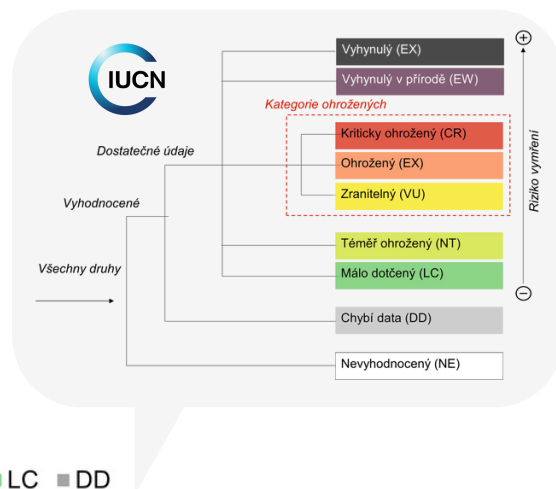 IUCN
Vyhynulý (EX)
Vyhynulý v přírodě (EW)
Kategorie ohrožených
Kriticky ohrožený (CR)
Dostatečné údaje
Ohrožený (EX)
Zranitelný (VU)
Riziko vymření
Vyhodnocené
Téměř ohrožený (NT)
Všechny druhy
Málo dotčený (LC)
Chybí data (DD)
Nevyhodnocený (NE)
LC DD